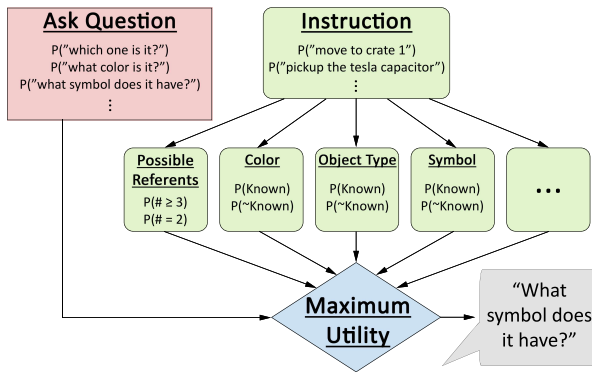 Ask Question
P("which one is it?")
P("what color is it?")
P("what symbol does it have?")
⋮
Instruction
P("move to crate 1")
P("pickup the tesla capacitor")
⋮
Possible
Referents
P(# ≥ 3)
P(# = 2)
Color
P(Known)
P(~Known)
Object Type
P(Known)
P(~Known)
Symbol
P(Known)
P(~Known)
...
Maximum
Utility
“What
symbol does
it have?”